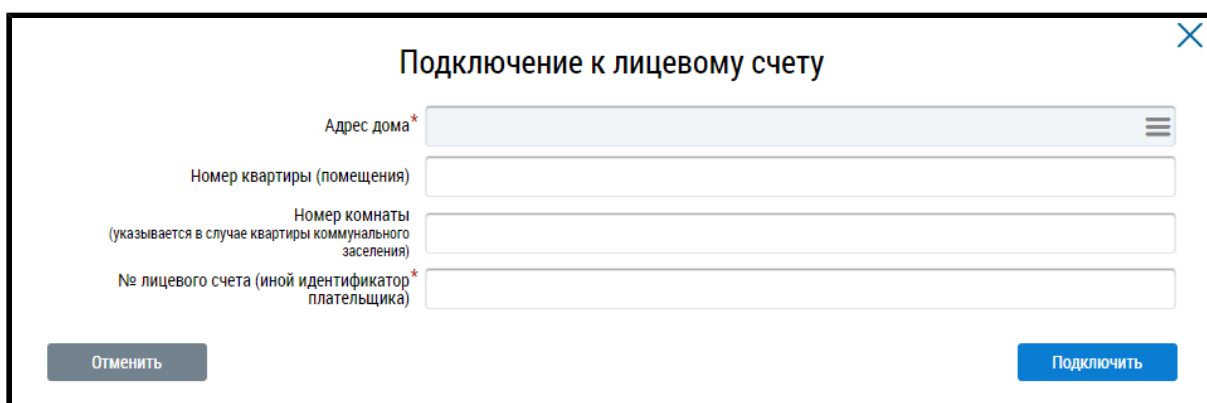 Подключение к лицевому счету
Адрес дома*
Номер квартиры (помещения)
Номер комнаты
(указывается в случае квартиры коммунального
заселения)
№ лицевого счета (иной идентификатор*
плательщика)
Отменить
Подключить